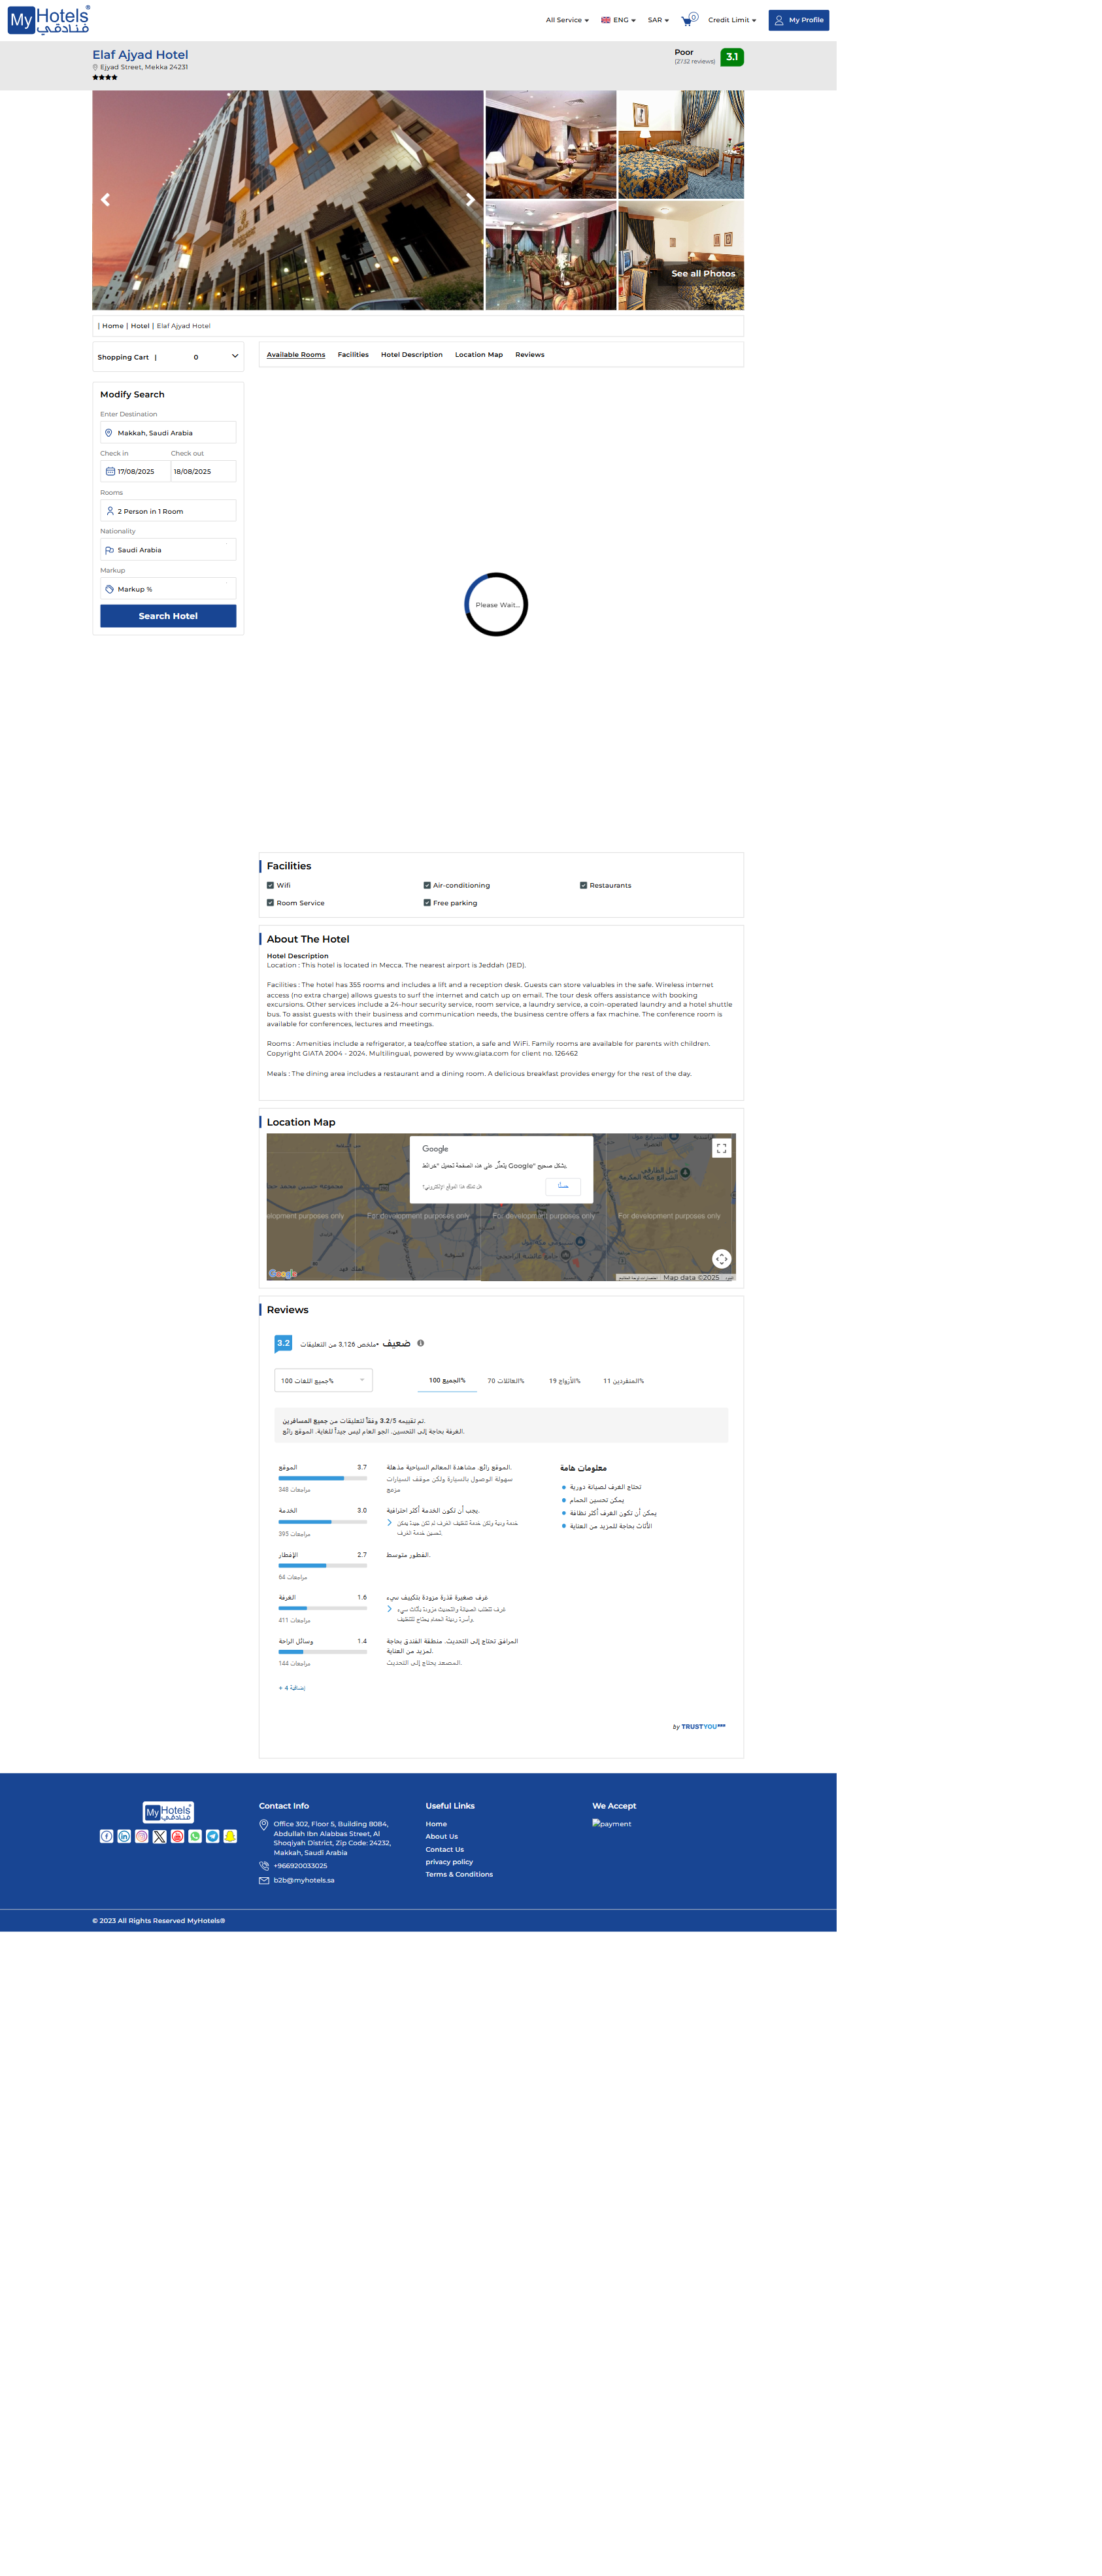 MyHotels®
فنادقي
All Service
ENG
SAR
0
Credit Limit
My Profile
Elaf Ajyad Hotel
Ejyad Street, Mekka 24231
Poor
(2732 reviews)
3.1
See all Photos
| Home | Hotel | Elaf Ajyad Hotel
Shopping Cart | 0
Available Rooms
Facilities
Hotel Description
Location Map
Reviews
Modify Search
Enter Destination
Makkah, Saudi Arabia
Check in
Check out
17/08/2025
18/08/2025
Rooms
2 Person in 1 Room
Nationality
Saudi Arabia
Markup
Markup %
Search Hotel
Please Wait...
Facilities
Wifi
Air-conditioning
Restaurants
Room Service
Free parking
About The Hotel
Hotel Description
Location : This hotel is located in Mecca. The nearest airport is Jeddah (JED).
Facilities : The hotel has 355 rooms and includes a lift and a reception desk. Guests can store valuables in the safe. Wireless internet
access (no extra charge) allows guests to surf the internet and catch up on email. The tour desk offers assistance with booking
excursions. Other services include a 24-hour security service, room service, a laundry service, a coin-operated laundry and a hotel shuttle
bus. To assist guests with their business and communication needs, the business centre offers a fax machine. The conference room is
available for conferences, lectures and meetings.
Rooms : Amenities include a refrigerator, a tea/coffee station, a safe and WiFi. Family rooms are available for parents with children.
Copyright GIATA 2004 - 2024. Multilingual, powered by www.giata.com for client no. 126462
Meals : The dining area includes a restaurant and a dining room. A delicious breakfast provides energy for the rest of the day.
Location Map
Google
يتعذّر على هذه الصفحة تحميل "خرائط Google" بشكل صحيح.
هل تملك هذا الموقع الإلكتروني؟
حسنًا
elopment purposes only
For development purposes only
For development purposes only
For development purposes only
Google
Map data ©2025
Reviews
3.2
ضعيف
•ملخص 3,126 من التعليقات
جميع اللغات 100%
الجميع 100%
العائلات 70%
الأزواج 19%
المنفردين 11%
تم تقييمه 3.2/5 وفقاً لتعليقات من جميع المسافرين.
الغرفة بحاجة إلى التحسين. الجو العام ليس جيداً للغاية. الموقع رائع.
الموقع
3.7
348 مراجعات
الموقع رائع. مشاهدة المعالم السياحية مذهلة.
سهولة الوصول بالسيارة ولكن موقف السيارات
مزعج
معلومات هامة
تحتاج الغرف لصيانة دورية
يمكن تحسين الحمام
يمكن أن تكون الغرف أكثر نظافة
الأثاث بحاجة للمزيد من العناية
الخدمة
3.0
395 مراجعات
يجب أن تكون الخدمة أكثر احترافية.
خدمة ودية ولكن خدمة تنظيف الغرف لم تكن جيدة يمكن
تحسين خدمة الغرف.
الإفطار
2.7
64 مراجعات
الفطور متوسط.
الغرفة
1.6
411 مراجعات
غرف صغيرة قذرة مزودة بتكييف سيء
غرف تتطلب الصيانة والتحديث مزودة بأثاث سيء
وأسرة رديئة الحمام يحتاج للتنظيف.
وسائل الراحة
1.4
144 مراجعات
المرافق تحتاج إلى التحديث. منطقة الفندق بحاجة
لمزيد من العناية.
المصعد يحتاج إلى التحديث.
+ 4 إضافية
by TRUSTYOU
MyHotels®
فنادقي
Contact Info
Office 302, Floor 5, Building 8084,
Abdullah Ibn Alabbas Street, Al
Shoqiyah District, Zip Code: 24232,
Makkah, Saudi Arabia
+966920033025
b2b@myhotels.sa
Useful Links
Home
About Us
Contact Us
privacy policy
Terms & Conditions
We Accept
payment
© 2023 All Rights Reserved MyHotels®